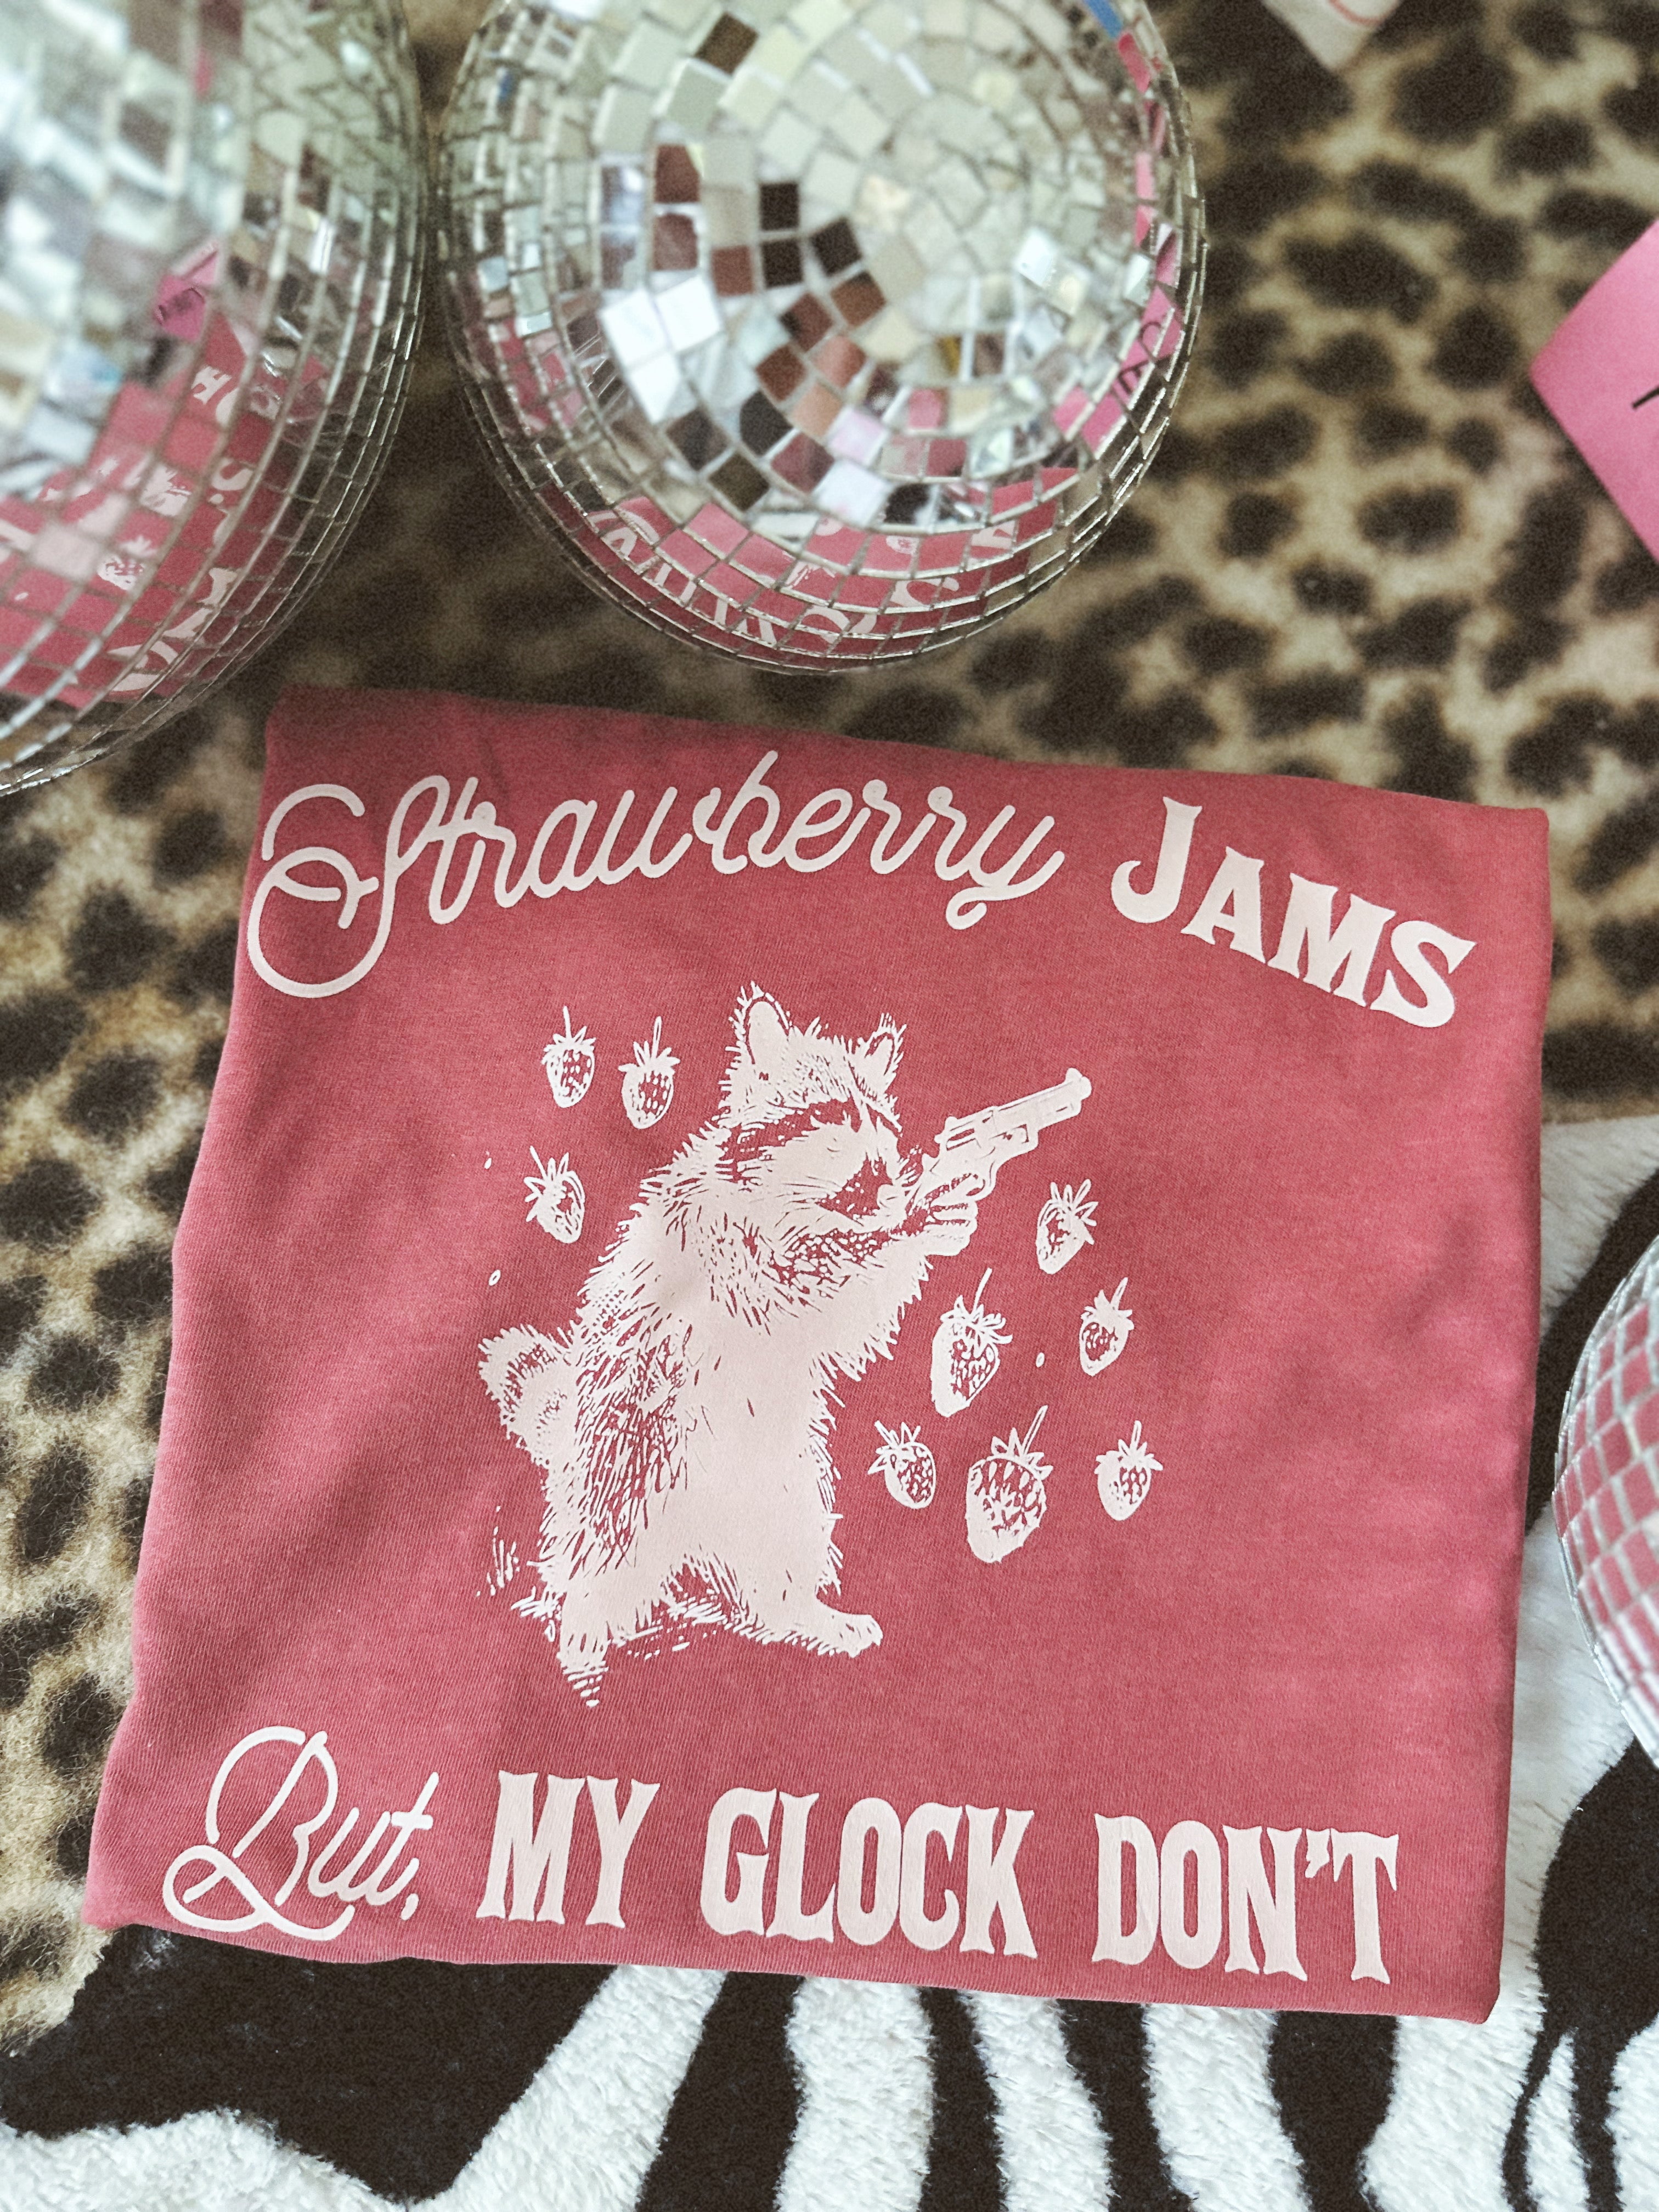 Strawberry JAMS
But, MY GLOCK DON'T